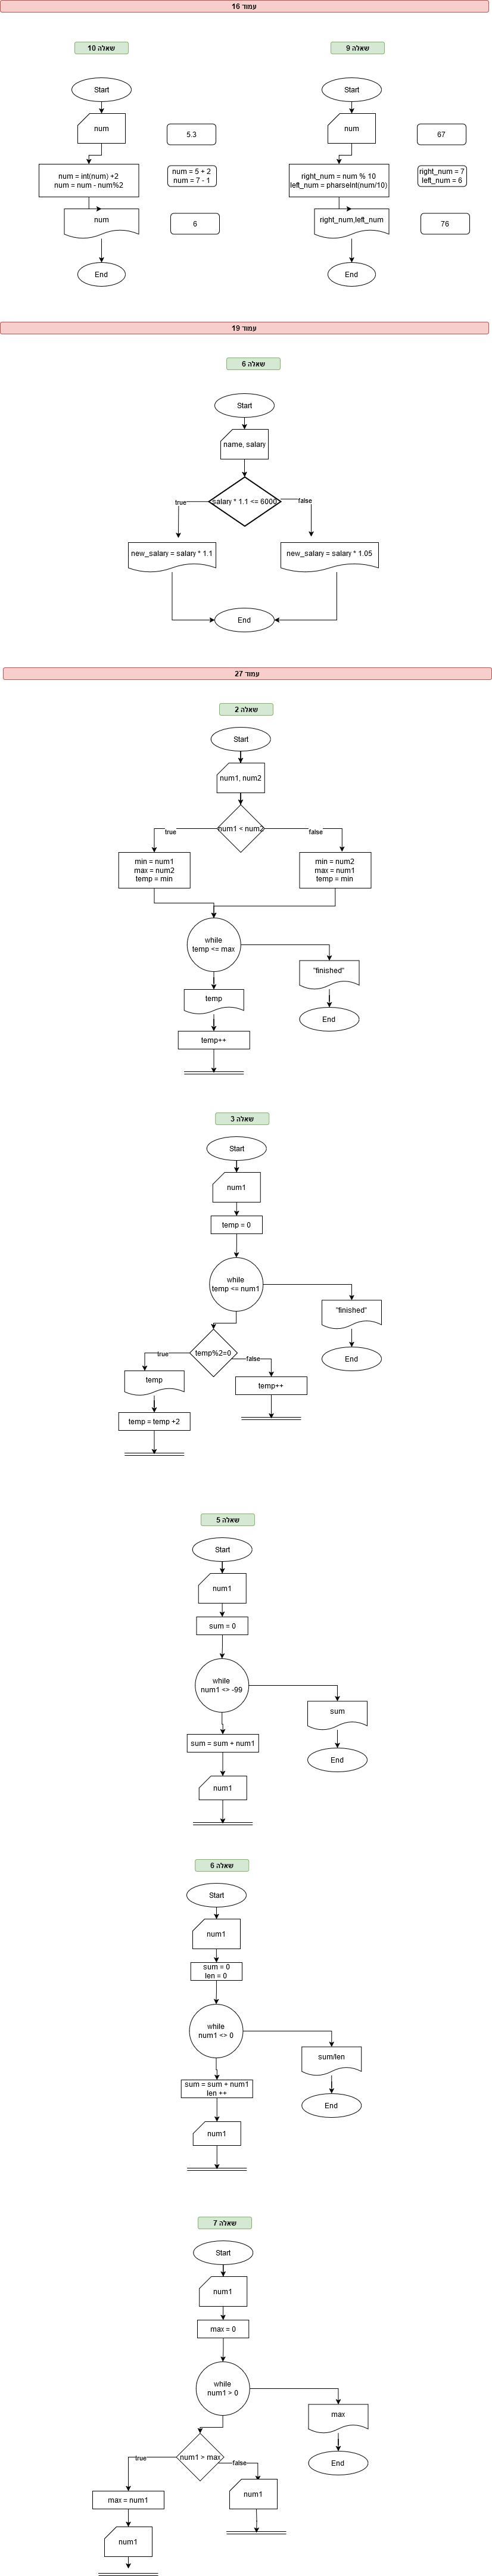 עמוד 16
שאלה 10
שאלה 9
Start
Start
num
num
5.3
67
num = int(num) +2
num = num - num%2
num = 5 + 2
num = 7 - 1
right_num = num % 10
left_num = pharseInt(num/10)
right_num = 7
left_num = 6
num
6
right_num,left_num
76
End
End
עמוד 19
שאלה 6
Start
name, salary
salary * 1.1 <= 6000
true
false
new_salary = salary * 1.1
new_salary = salary * 1.05
End
עמוד 27
שאלה 2
Start
num1, num2
num1 < num2
true
false
min = num1
max = num2
temp = min
min = num2
max = num1
temp = min
while
temp <= max
"finished"
temp
End
temp++
שאלה 3
Start
num1
temp = 0
while
temp <= num1
"finished"
temp%2=0
true
false
End
temp
temp++
temp = temp +2
שאלה 5
Start
num1
sum = 0
while
num1 <> -99
sum
sum = sum + num1
End
num1
שאלה 6
Start
num1
sum = 0
len = 0
while
num1 <> 0
sum/len
sum = sum + num1
len ++
End
num1
שאלה 7
Start
num1
max = 0
while
num1 > 0
max
num1 > max
true
false
End
max = num1
num1
num1